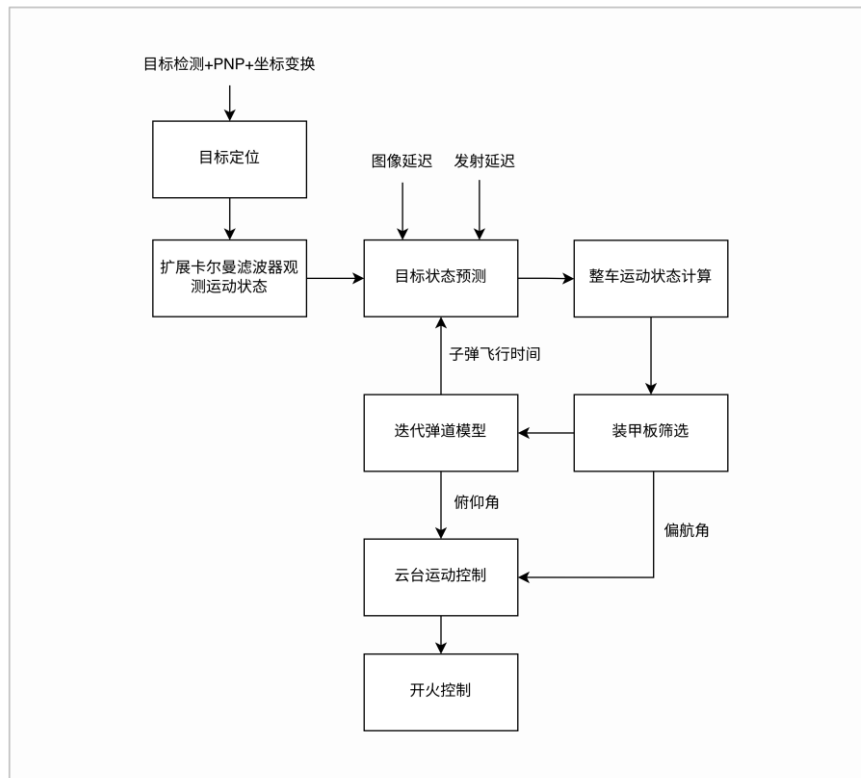 目标检测+PNP+坐标变换
目标定位
图像延迟
发射延迟
扩展卡尔曼滤波器观
测运动状态
目标状态预测
整车运动状态计算
子弹飞行时间
迭代弹道模型
装甲板筛选
俯仰角
偏航角
云台运动控制
开火控制